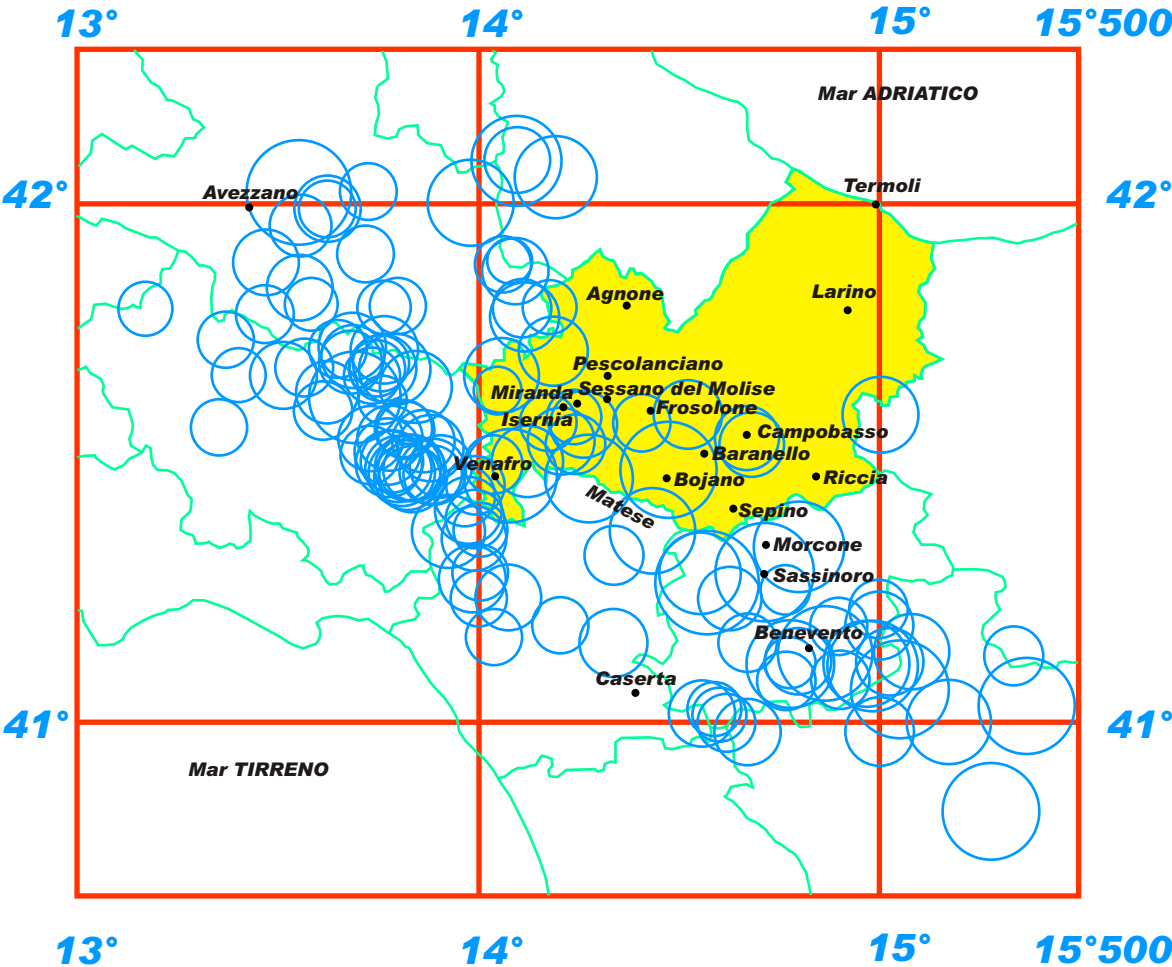 13° 14° 15° 15°500
Mar ADRIATICO
42° Avezzano Termoli 42°
Agnone Larino
Pescolanciano
Miranda Sessano del Molise
Isernia Frosolone
Campobasso
Venafro Baranello
Bojano Riccia
Matese Sepino
Morcone
Sassinoro
Benevento
Caserta
41° 41°
Mar TIRRENO
13° 14° 15° 15°500